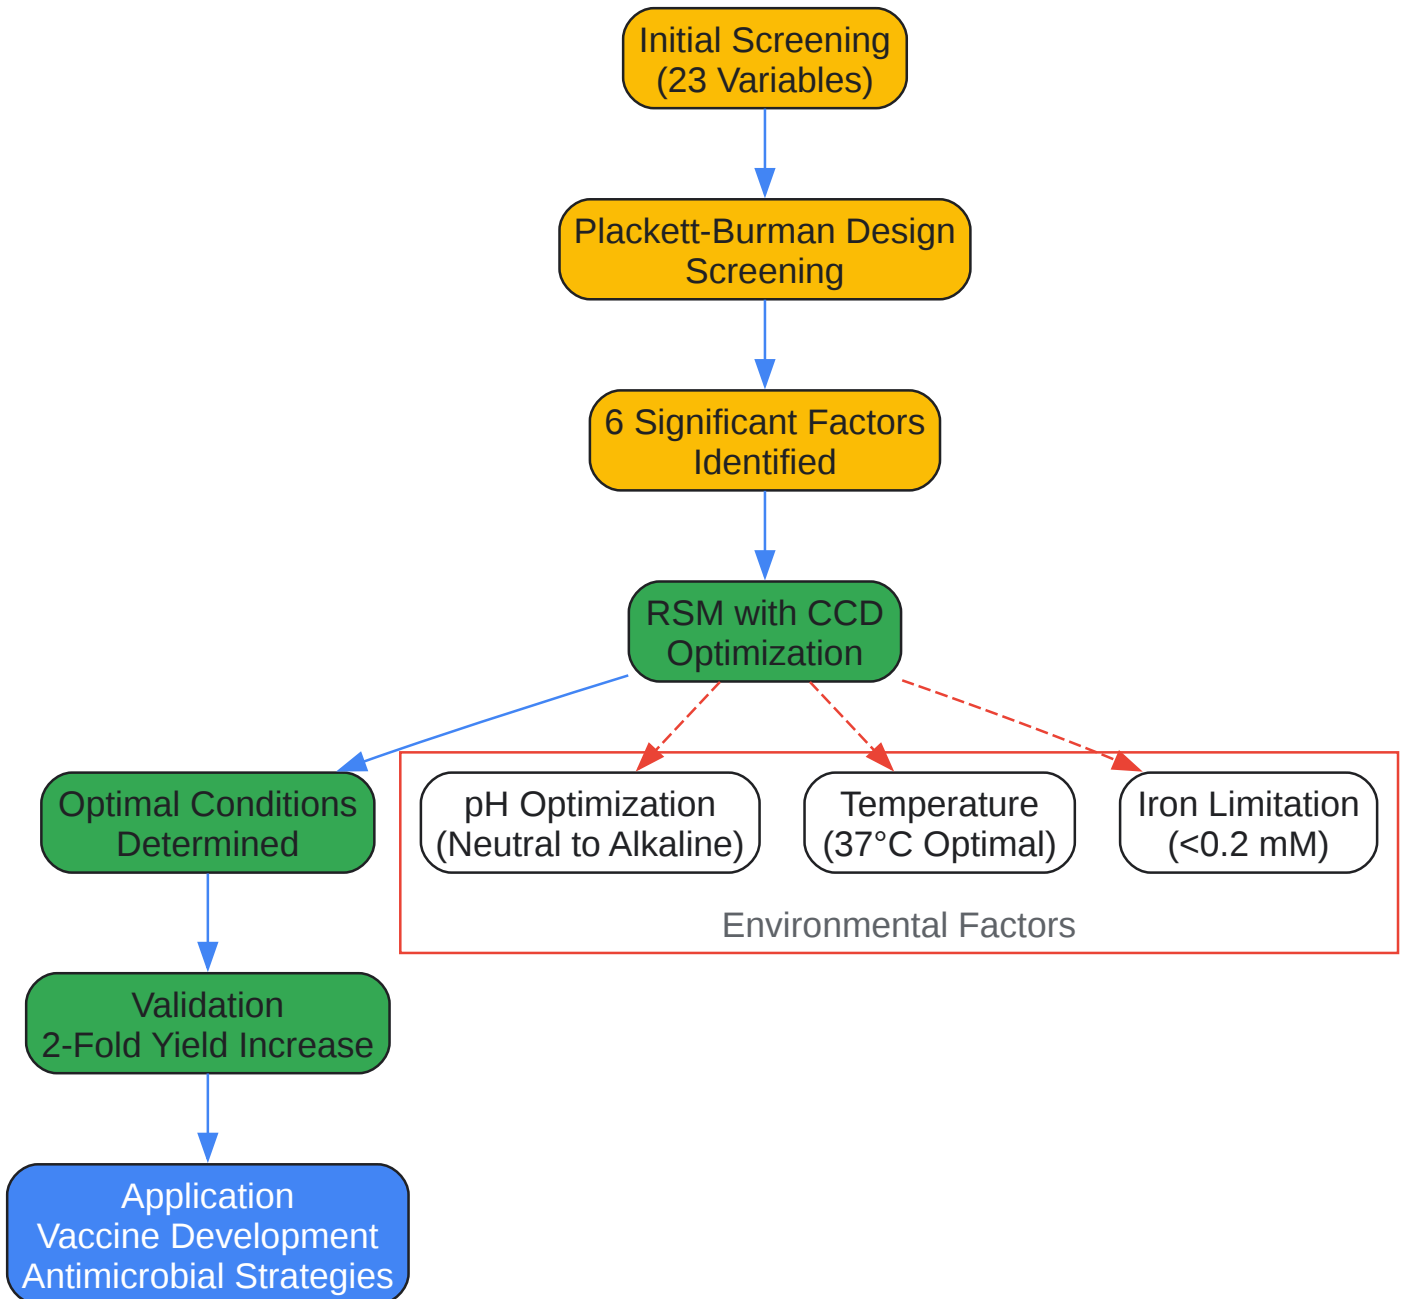 Initial Screening
(23 Variables)
Plackett-Burman Design
Screening
6 Significant Factors
Identified
RSM with CCD
Optimization
Optimal Conditions
Determined
pH Optimization
(Neutral to Alkaline)
Temperature
(37°C Optimal)
Iron Limitation
(<0.2 mM)
Environmental Factors
Validation
2-Fold Yield Increase
Application
Vaccine Development
Antimicrobial Strategies